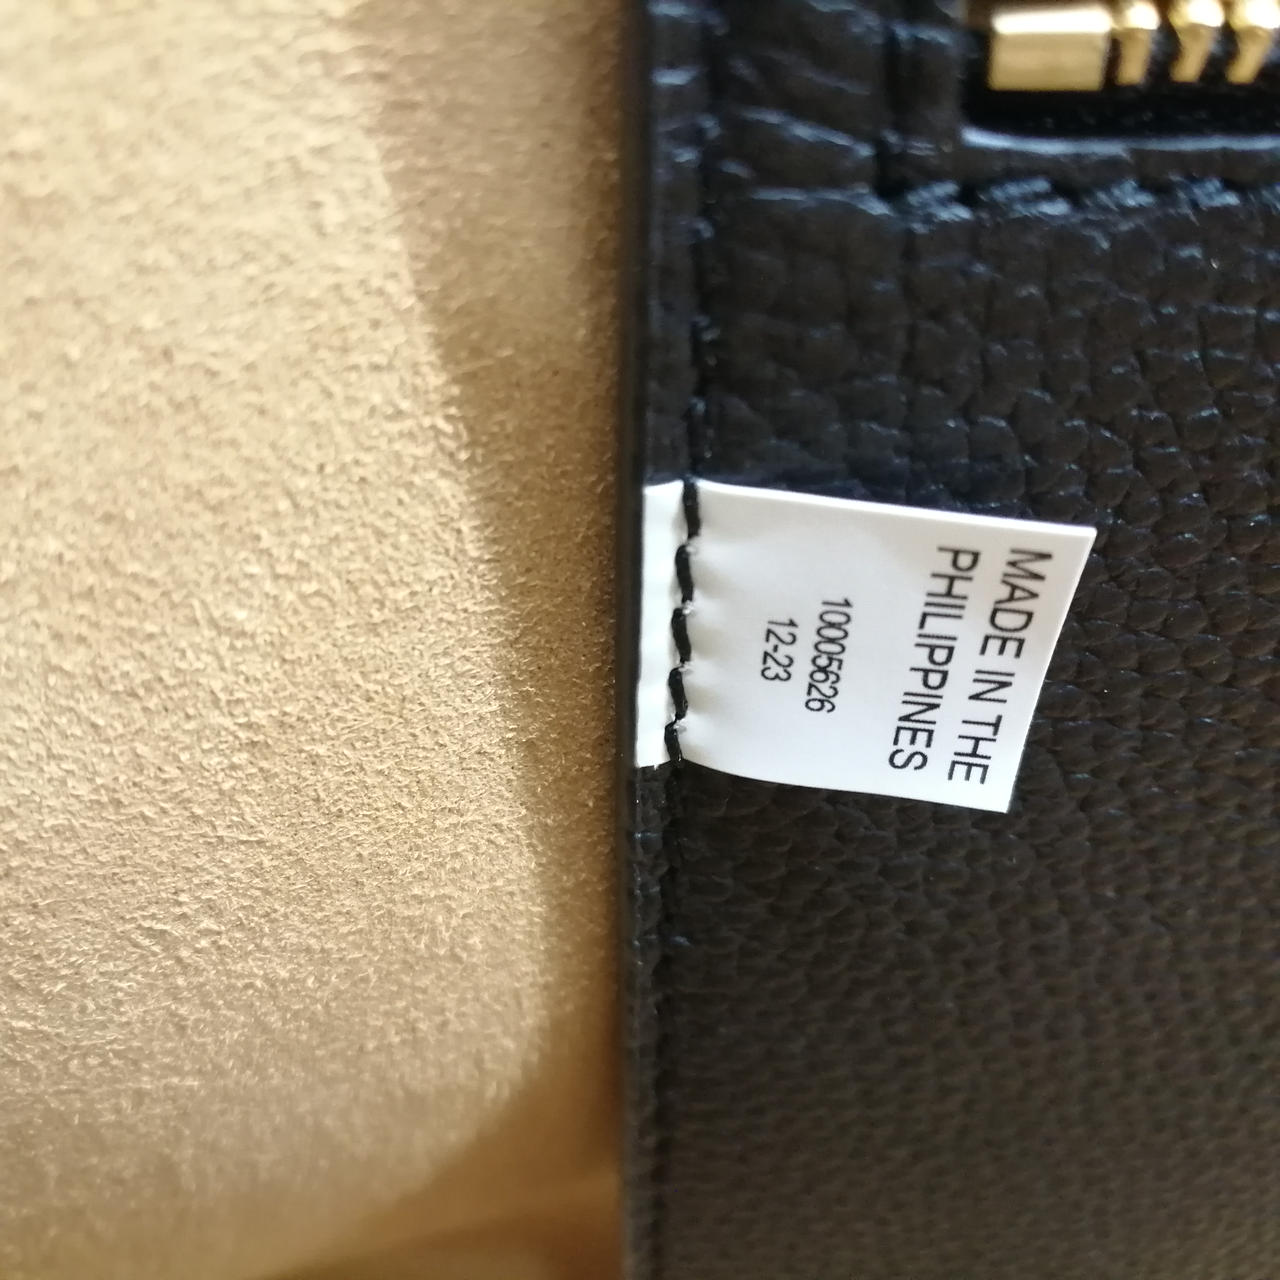 MADE IN THE
PHILIPPINES
10005626
12-23